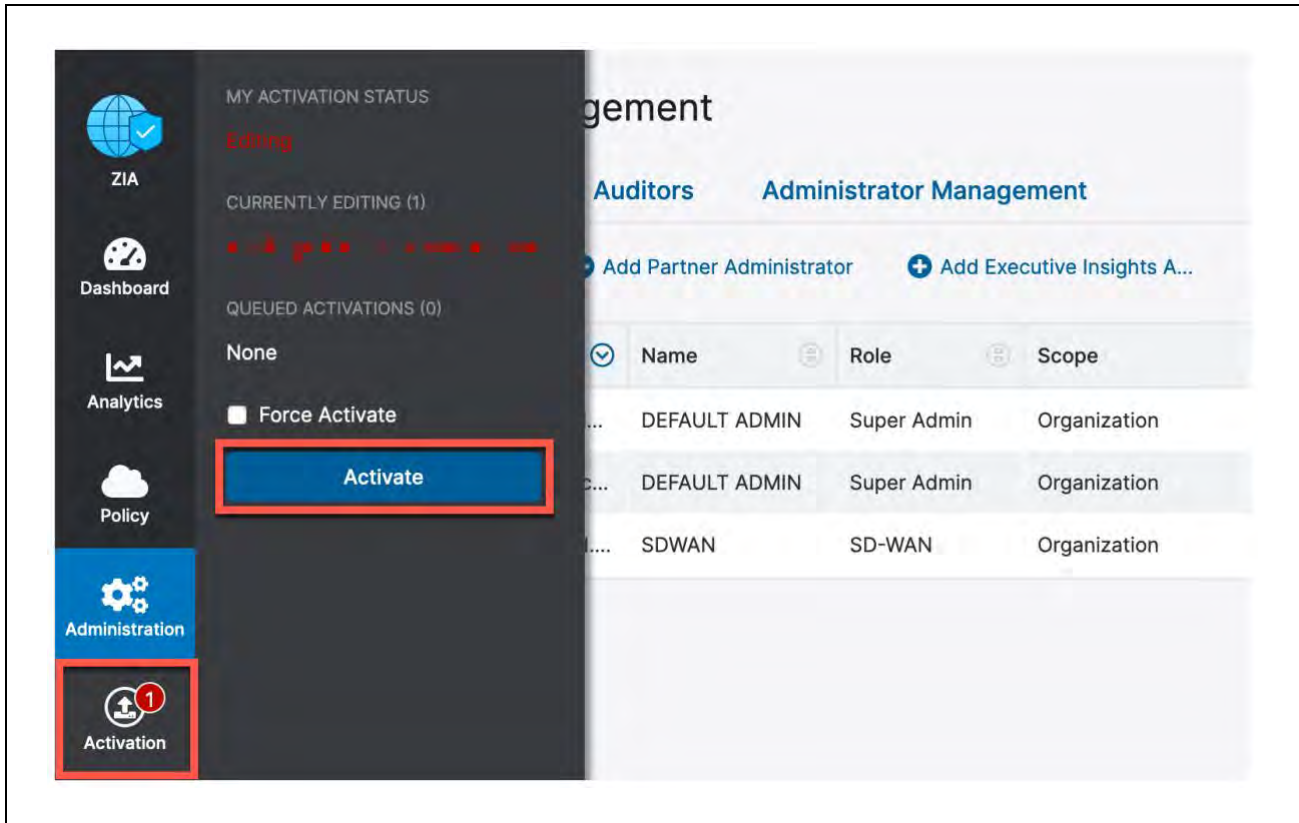 ZIA
Dashboard
Analytics
Policy
Administration
1
Activation
MY ACTIVATION STATUS
Editing
CURRENTLY EDITING (1)
QUEUED ACTIVATIONS (0)
None
Force Activate
Activate
gement
Auditors Administrator Management
Add Partner Administrator Add Executive Insights A...
Name Role Scope
... DEFAULT ADMIN Super Admin Organization
c... DEFAULT ADMIN Super Admin Organization
.... SDWAN SD-WAN Organization